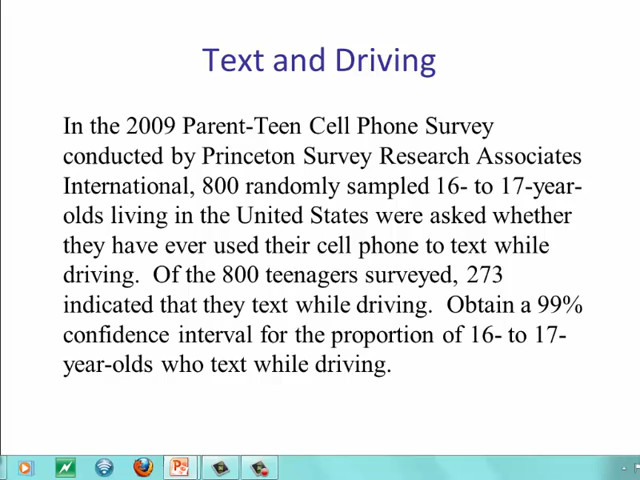 Text and Driving
In the 2009 Parent-Teen Cell Phone Survey
conducted by Princeton Survey Research Associates
International, 800 randomly sampled 16- to 17-year-
olds living in the United States were asked whether
they have ever used their cell phone to text while
driving.  Of the 800 teenagers surveyed, 273
indicated that they text while driving.  Obtain a 99%
confidence interval for the proportion of 16- to 17-
year-olds who text while driving.